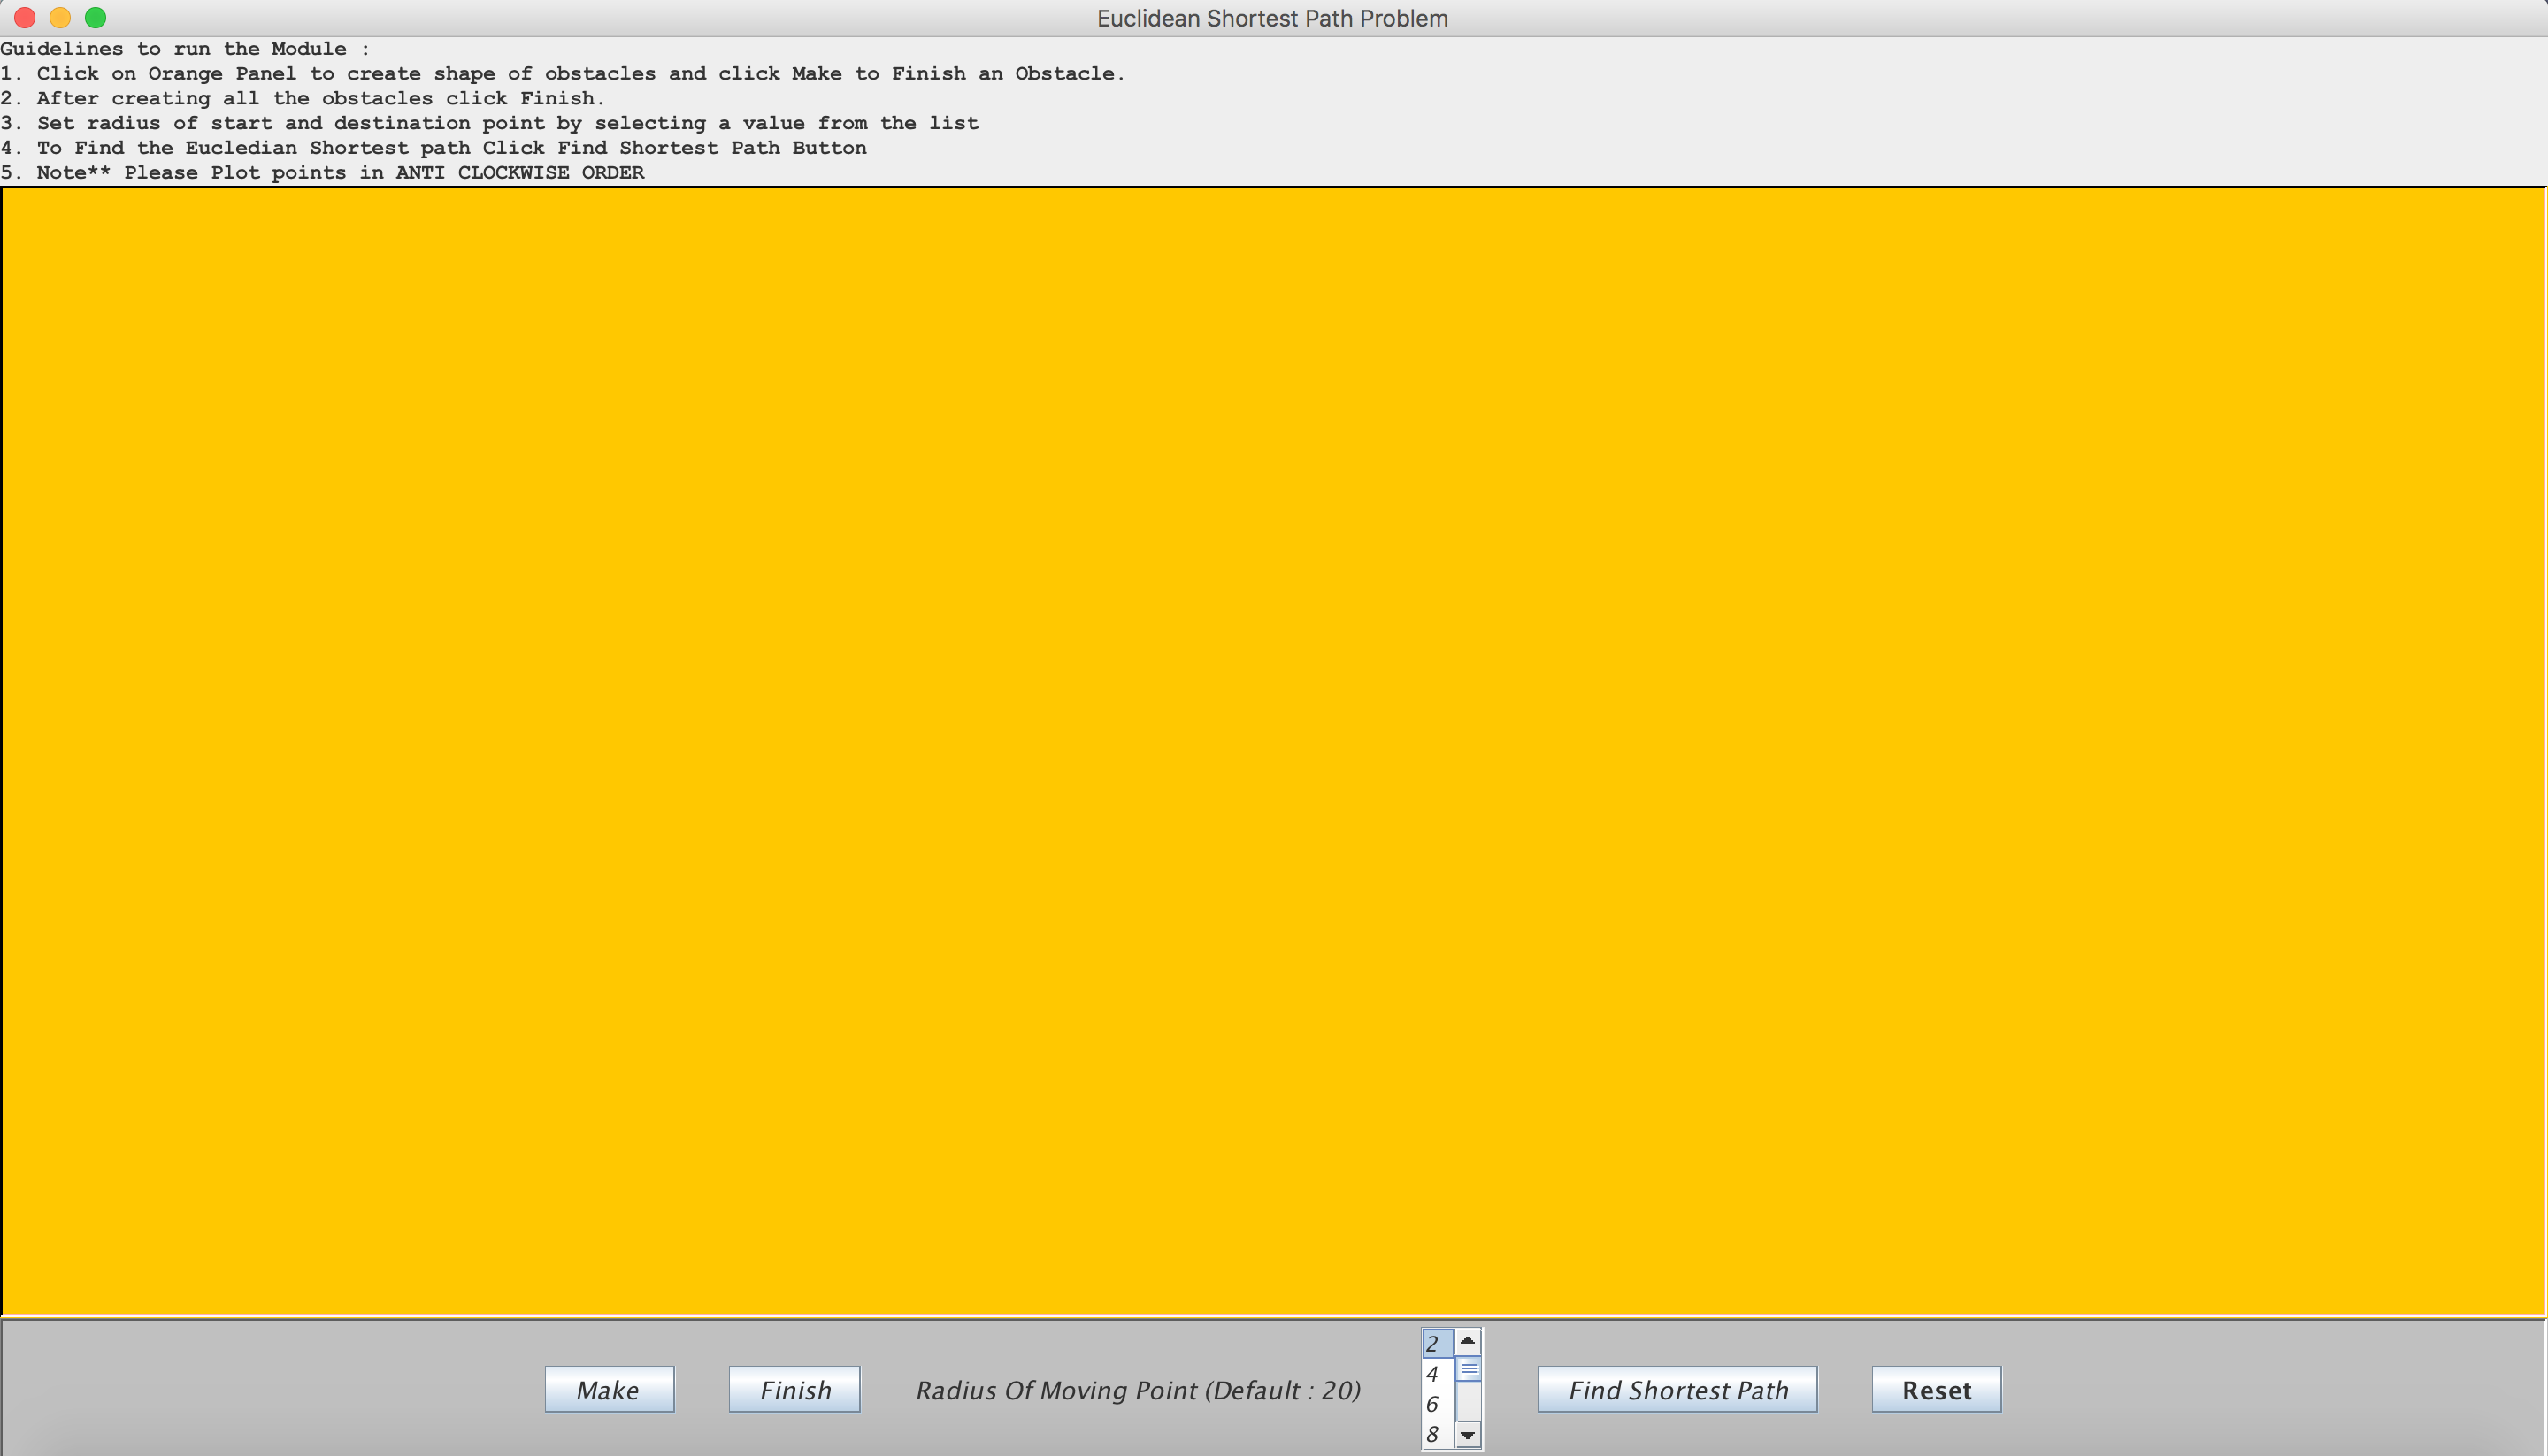 Euclidean Shortest Path Problem
Guidelines to run the Module :
1. Click on Orange Panel to create shape of obstacles and click Make to Finish an Obstacle.
2. After creating all the obstacles click Finish.
3. Set radius of start and destination point by selecting a value from the list
4. To Find the Eucledian Shortest path Click Find Shortest Path Button
5. Note** Please Plot points in ANTI CLOCKWISE ORDER
Make
Finish
Radius Of Moving Point (Default : 20)
2
4
6
8
Find Shortest Path
Reset